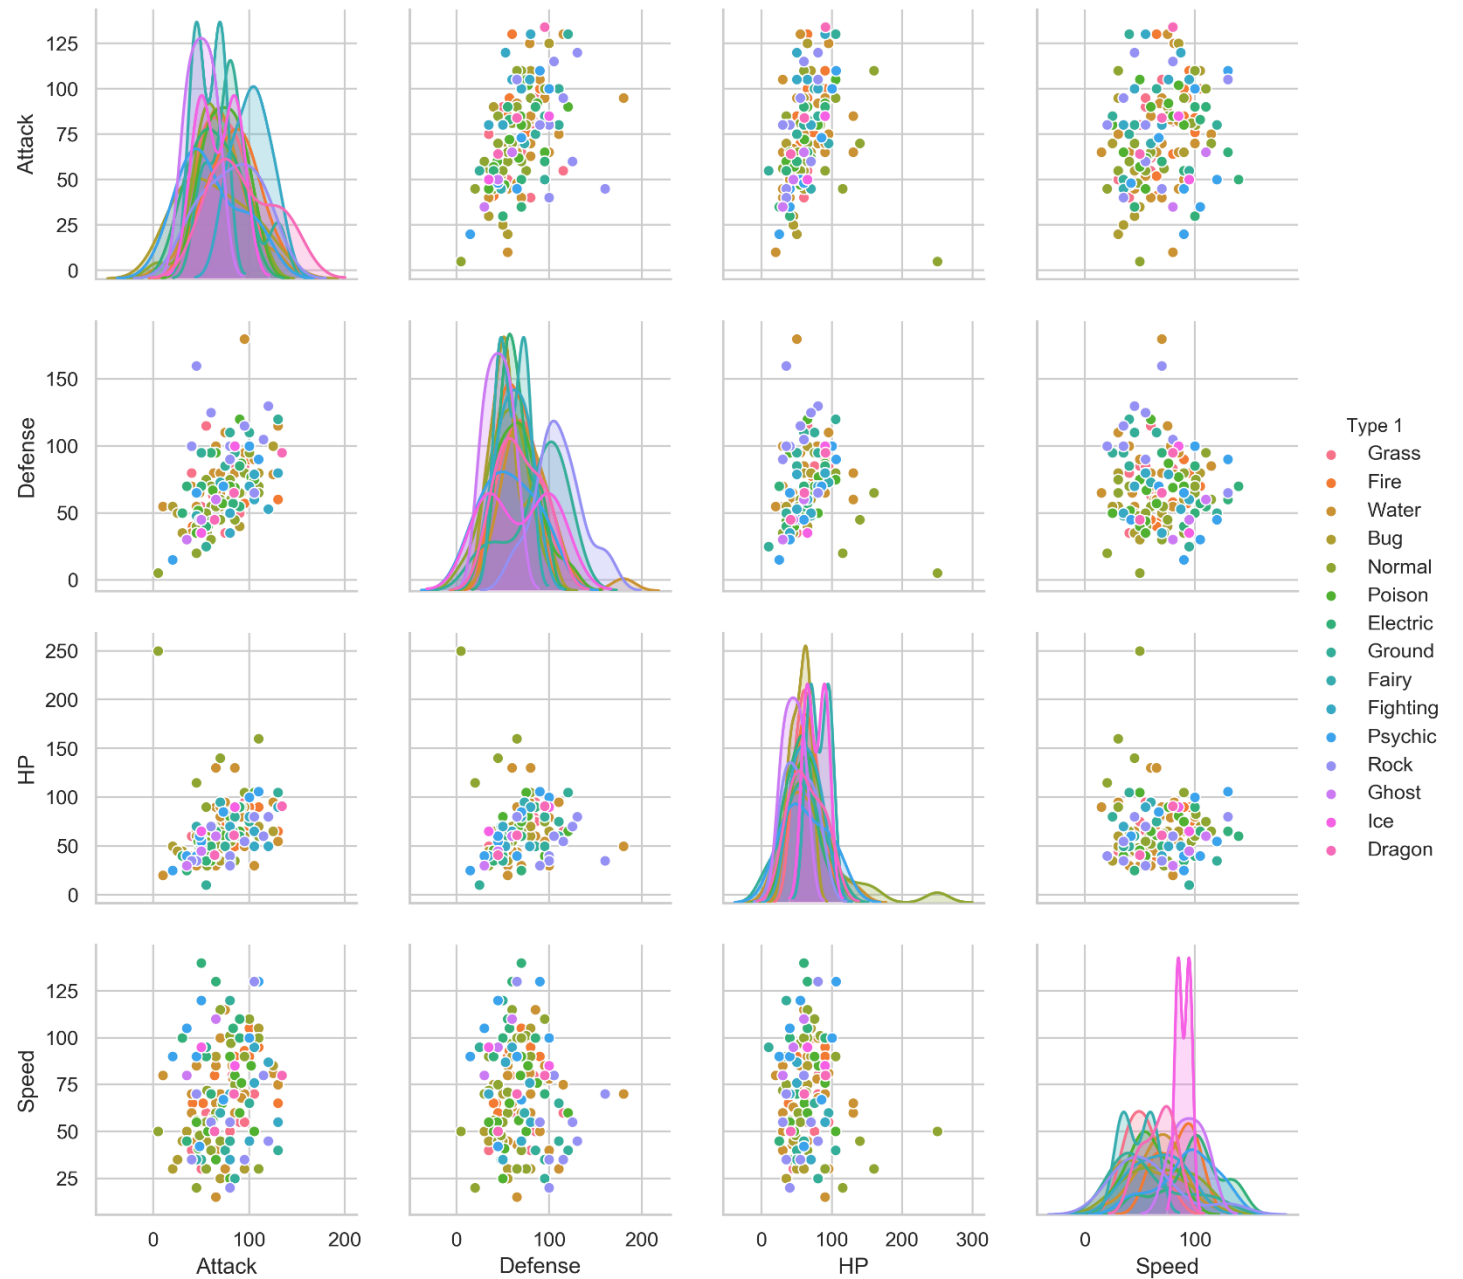 Attack
125
100
75
50
25
0
Defense
150
100
50
0
HP
250
200
150
100
50
0
Speed
125
100
75
50
25
0 100 200
Attack
0 100 200
Defense
0 100 200 300
HP
0 100
Speed
Type 1
Grass
Fire
Water
Bug
Normal
Poison
Electric
Ground
Fairy
Fighting
Psychic
Rock
Ghost
Ice
Dragon